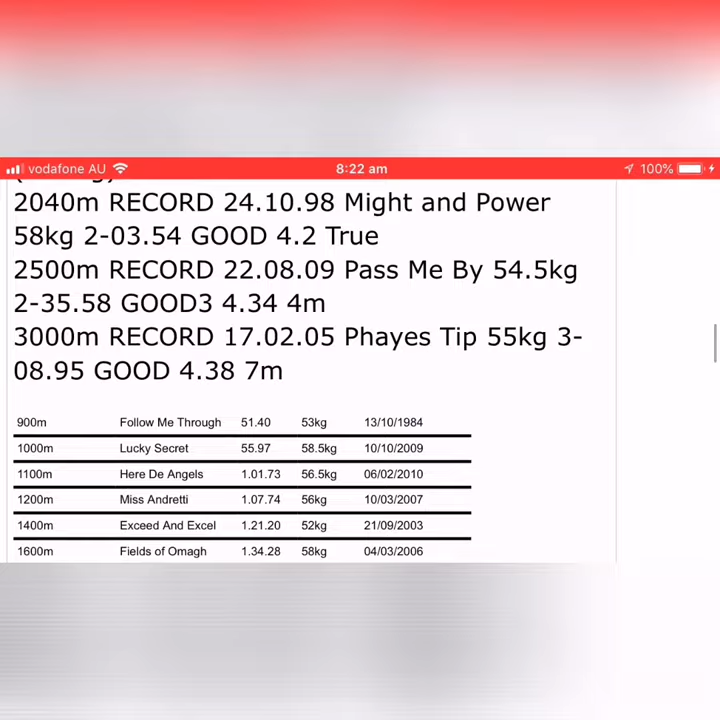 vodafone AU 8:22 am 100%
2040m RECORD 24.10.98 Might and Power
58kg 2-03.54 GOOD 4.2 True
2500m RECORD 22.08.09 Pass Me By 54.5kg
2-35.58 GOOD3 4.34 4m
3000m RECORD 17.02.05 Phayes Tip 55kg 3-
08.95 GOOD 4.38 7m
900m Follow Me Through 51.40 53kg 13/10/1984
1000m Lucky Secret 55.97 58.5kg 10/10/2009
1100m Here De Angels 1.01.73 56.5kg 06/02/2010
1200m Miss Andretti 1.07.74 56kg 10/03/2007
1400m Exceed And Excel 1.21.20 52kg 21/09/2003
1600m Fields of Omagh 1.34.28 58kg 04/03/2006